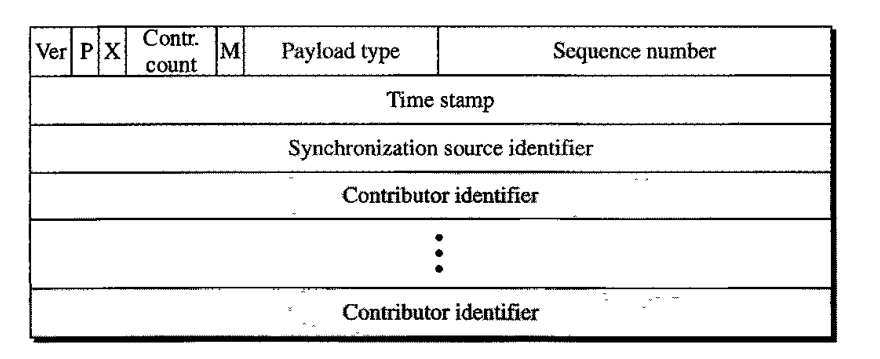 Ver P X Contr. count M Payload type Sequence number
Time stamp
Synchronization source identifier
Contributor identifier
Contributor identifier